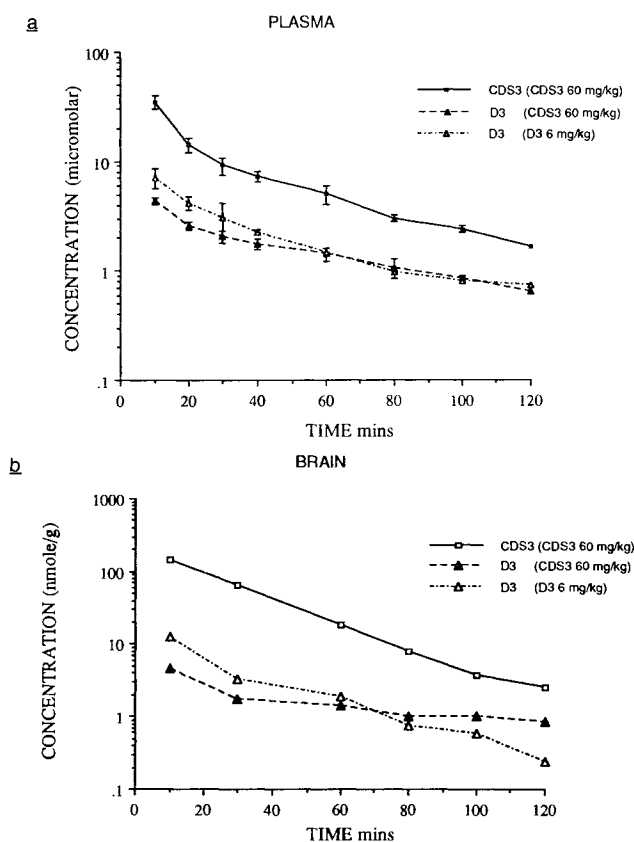 a
PLASMA
CONCENTRATION (micromolar)
100
10
1
.1
0 20 40 60 80 100 120
TIME mins
CDS3 (CDS3 60 mg/kg)
D3 (CDS3 60 mg/kg)
D3 (D3 6 mg/kg)
b
BRAIN
CONCENTRATION (nmole/g)
1000
100
10
1
.1
0 20 40 60 80 100 120
TIME mins
CDS3 (CDS3 60 mg/kg)
D3 (CDS3 60 mg/kg)
D3 (D3 6 mg/kg)